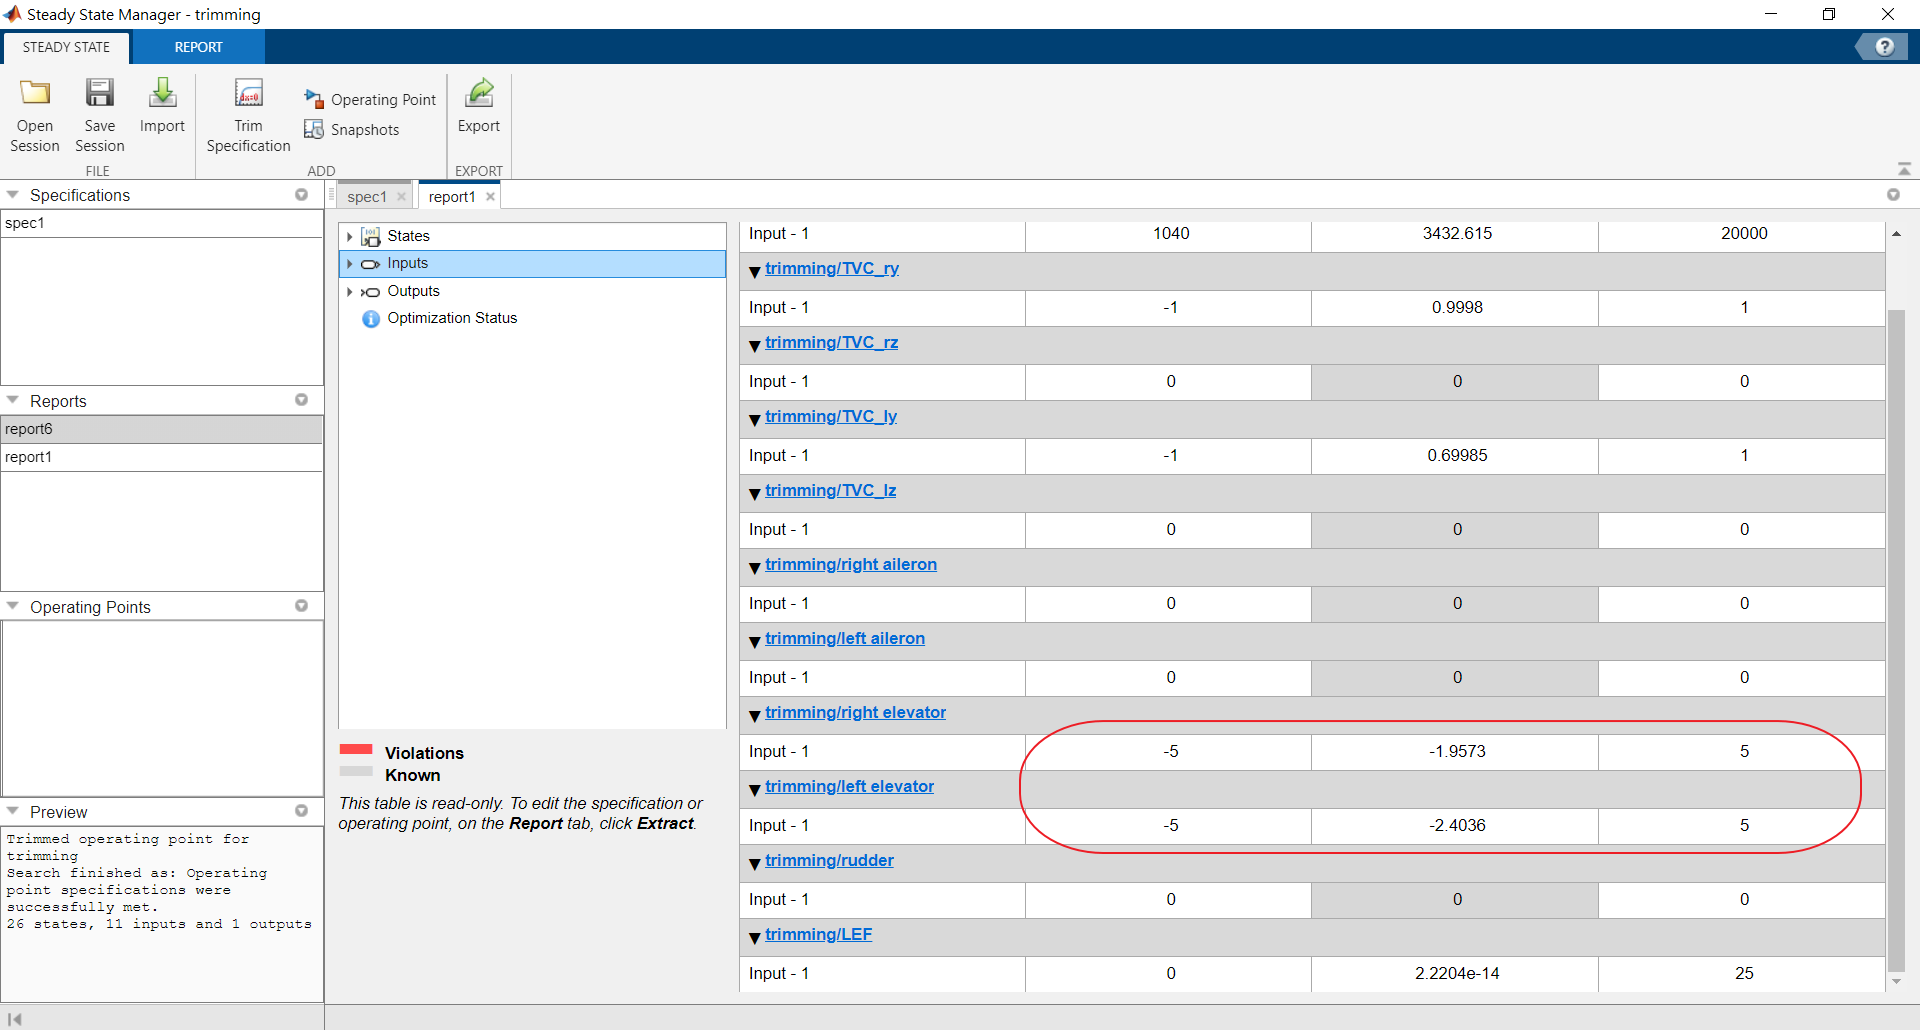 Steady State Manager - trimming
STEADY STATE
REPORT
?
Open
Session
Save
Session
Import
FILE
Trim
Specification
Operating Point
Snapshots
ADD
Export
EXPORT
Specifications
spec1
Reports
report6
report1
Operating Points
Preview
Trimmed operating point for
trimming
Search finished as: Operating
point specifications were
successfully met.
26 states, 11 inputs and 1 outputs
spec1
report1
States
Inputs
Outputs
Optimization Status
Violations
Known
This table is read-only. To edit the specification or
operating point, on the Report tab, click Extract.
Input - 1 1040 3432.615 20000
trimming/TVC_ry
Input - 1 -1 0.9998 1
trimming/TVC_rz
Input - 1 0 0 0
trimming/TVC_ly
Input - 1 -1 0.69985 1
trimming/TVC_lz
Input - 1 0 0 0
trimming/right aileron
Input - 1 0 0 0
trimming/left aileron
Input - 1 0 0 0
trimming/right elevator
Input - 1 -5 -1.9573 5
trimming/left elevator
Input - 1 -5 -2.4036 5
trimming/rudder
Input - 1 0 0 0
trimming/LEF
Input - 1 0 2.2204e-14 25